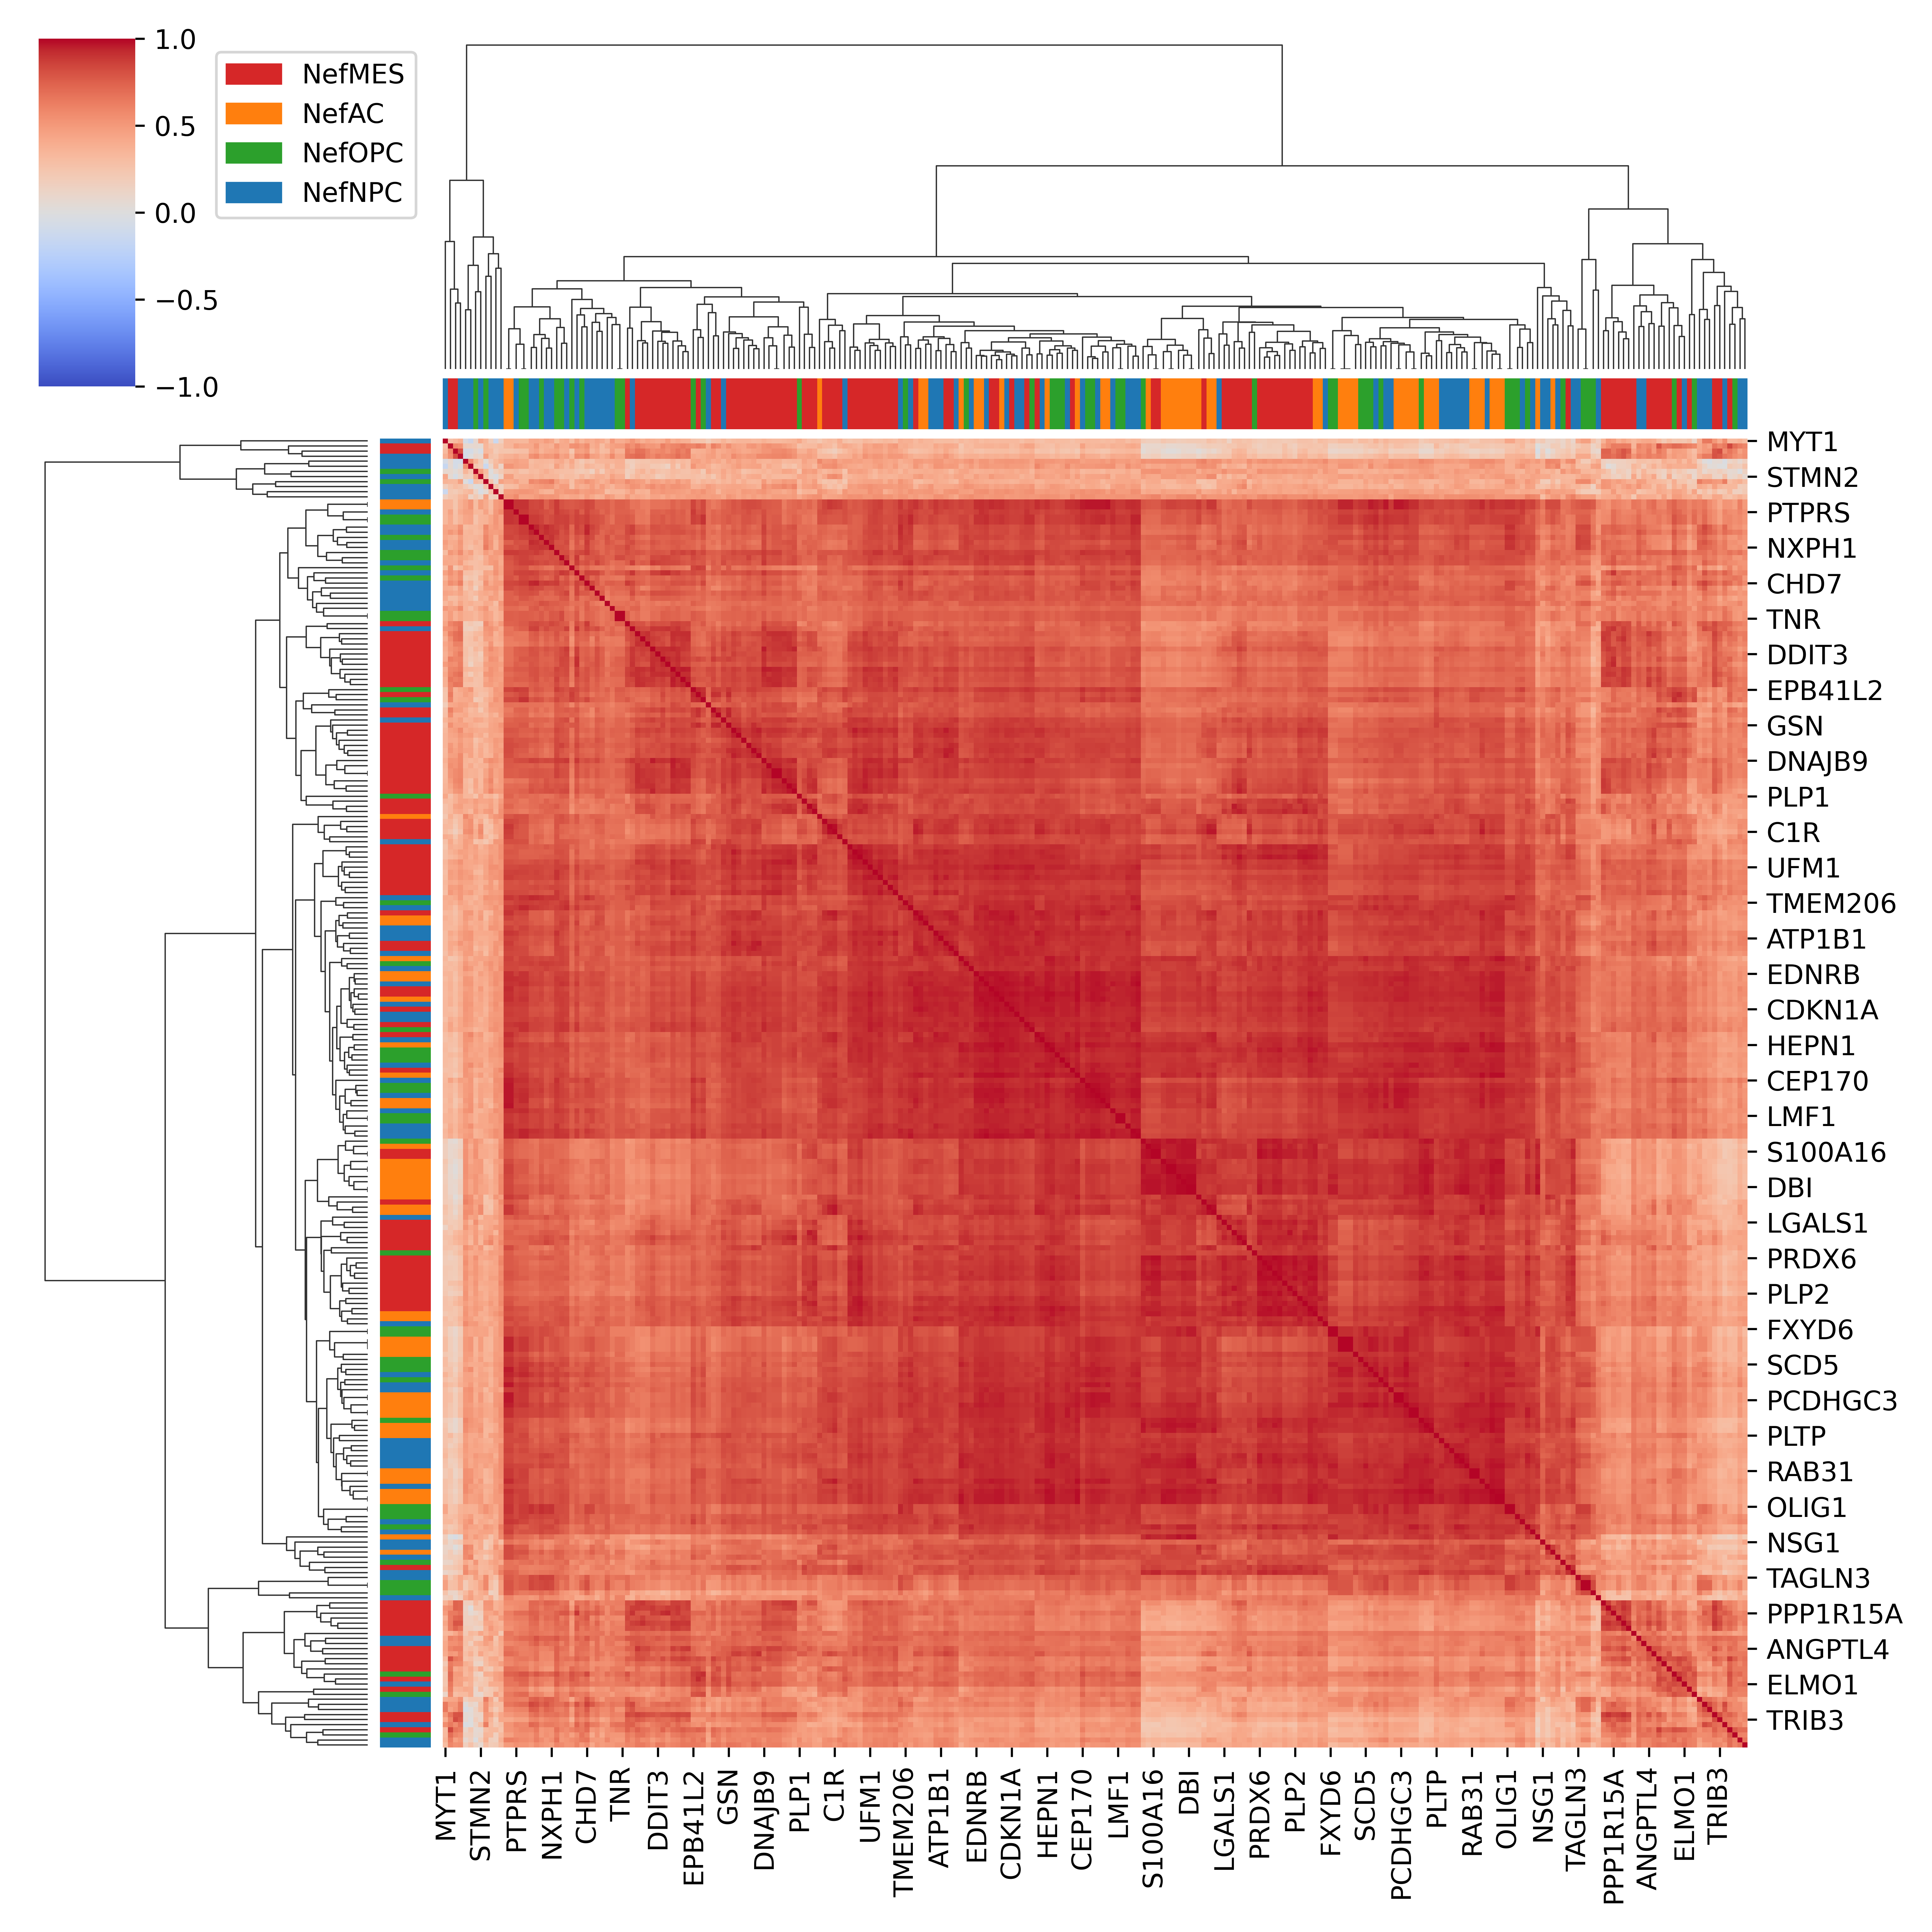 1.0
0.5
0.0
−0.5
−1.0
NefMES
NefAC
NefOPC
NefNPC
MYT1
STMN2
PTPRS
NXPH1
CHD7
TNR
DDIT3
EPB41L2
GSN
DNAJB9
PLP1
C1R
UFM1
TMEM206
ATP1B1
EDNRB
CDKN1A
HEPN1
CEP170
LMF1
S100A16
DBI
LGALS1
PRDX6
PLP2
FXYD6
SCD5
PCDHGC3
PLTP
RAB31
OLIG1
NSG1
TAGLN3
PPP1R15A
ANGPTL4
ELMO1
TRIB3
MYT1
STMN2
PTPRS
NXPH1
CHD7
TNR
DDIT3
EPB41L2
GSN
DNAJB9
PLP1
C1R
UFM1
TMEM206
ATP1B1
EDNRB
CDKN1A
HEPN1
CEP170
LMF1
S100A16
DBI
LGALS1
PRDX6
PLP2
FXYD6
SCD5
PCDHGC3
PLTP
RAB31
OLIG1
NSG1
TAGLN3
PPP1R15A
ANGPTL4
ELMO1
TRIB3